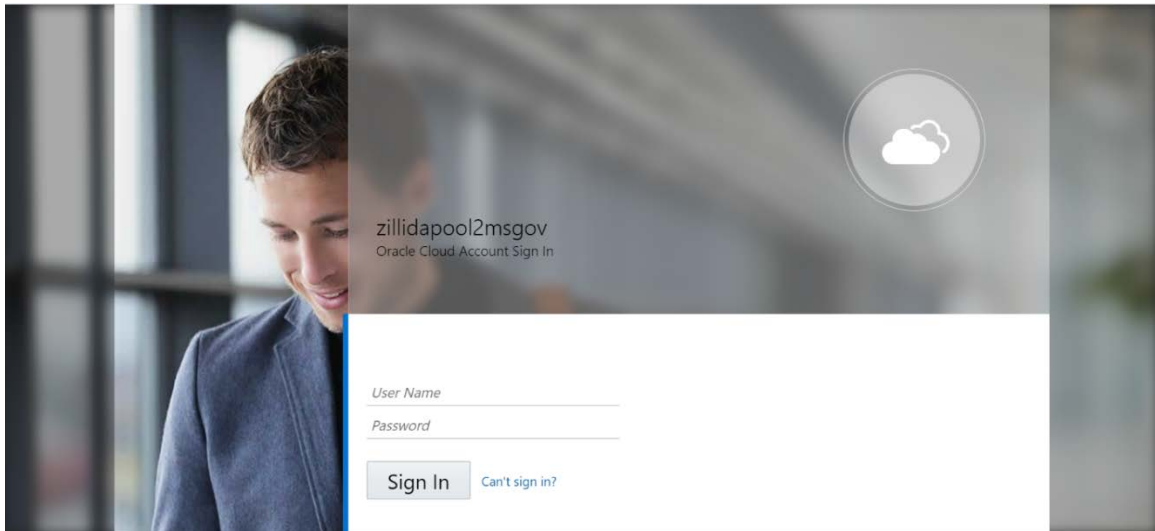 zillidapool2msgov
Oracle Cloud Account Sign In
User Name
Password
Sign In
Can't sign in?